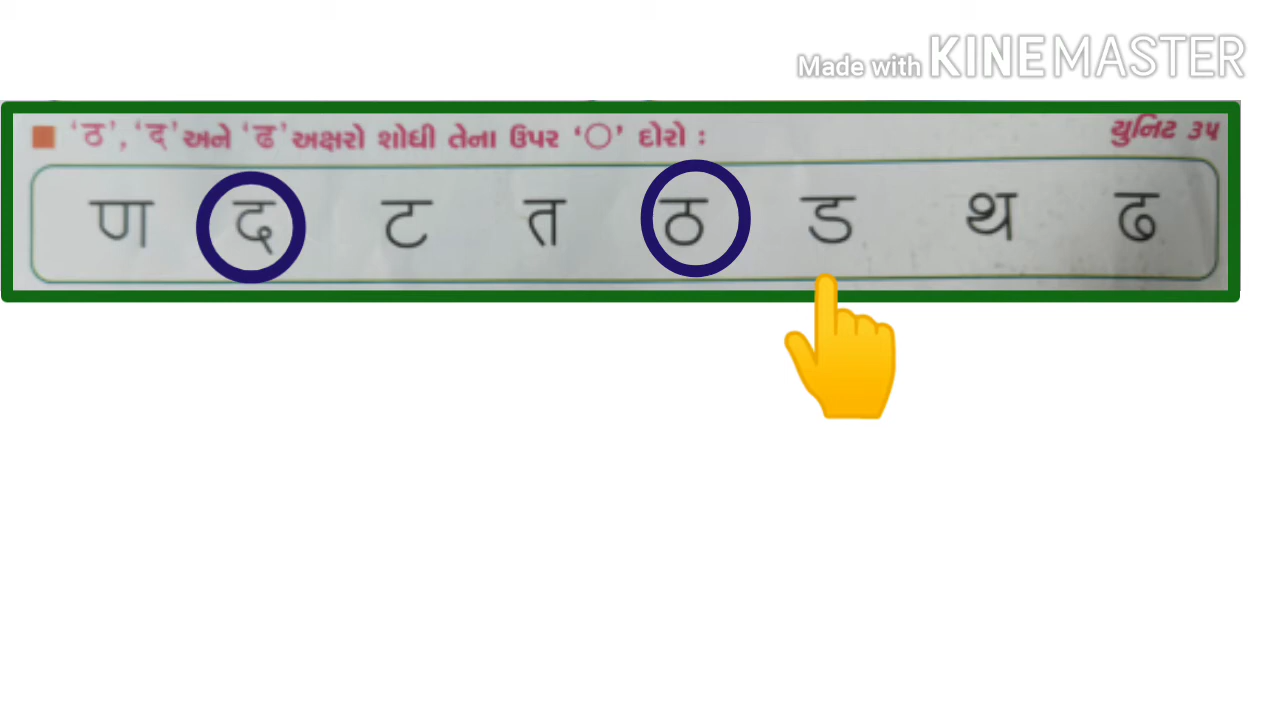 Made with KINEMASTER
'ठ', 'द' અને 'ढ' અક્ષરો શોધી તેના ઉપર '○' દોરો :
યુનિટ ૩૫
ण द ट त ठ ड थ ढ